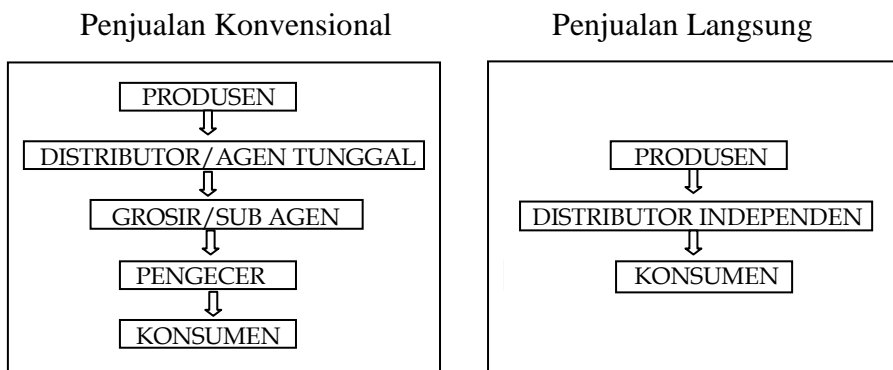 Penjualan Konvensional
PRODUSEN
DISTRIBUTOR/AGEN TUNGGAL
GROSIR/SUB AGEN
PENGECER
KONSUMEN
Penjualan Langsung
PRODUSEN
DISTRIBUTOR INDEPENDEN
KONSUMEN